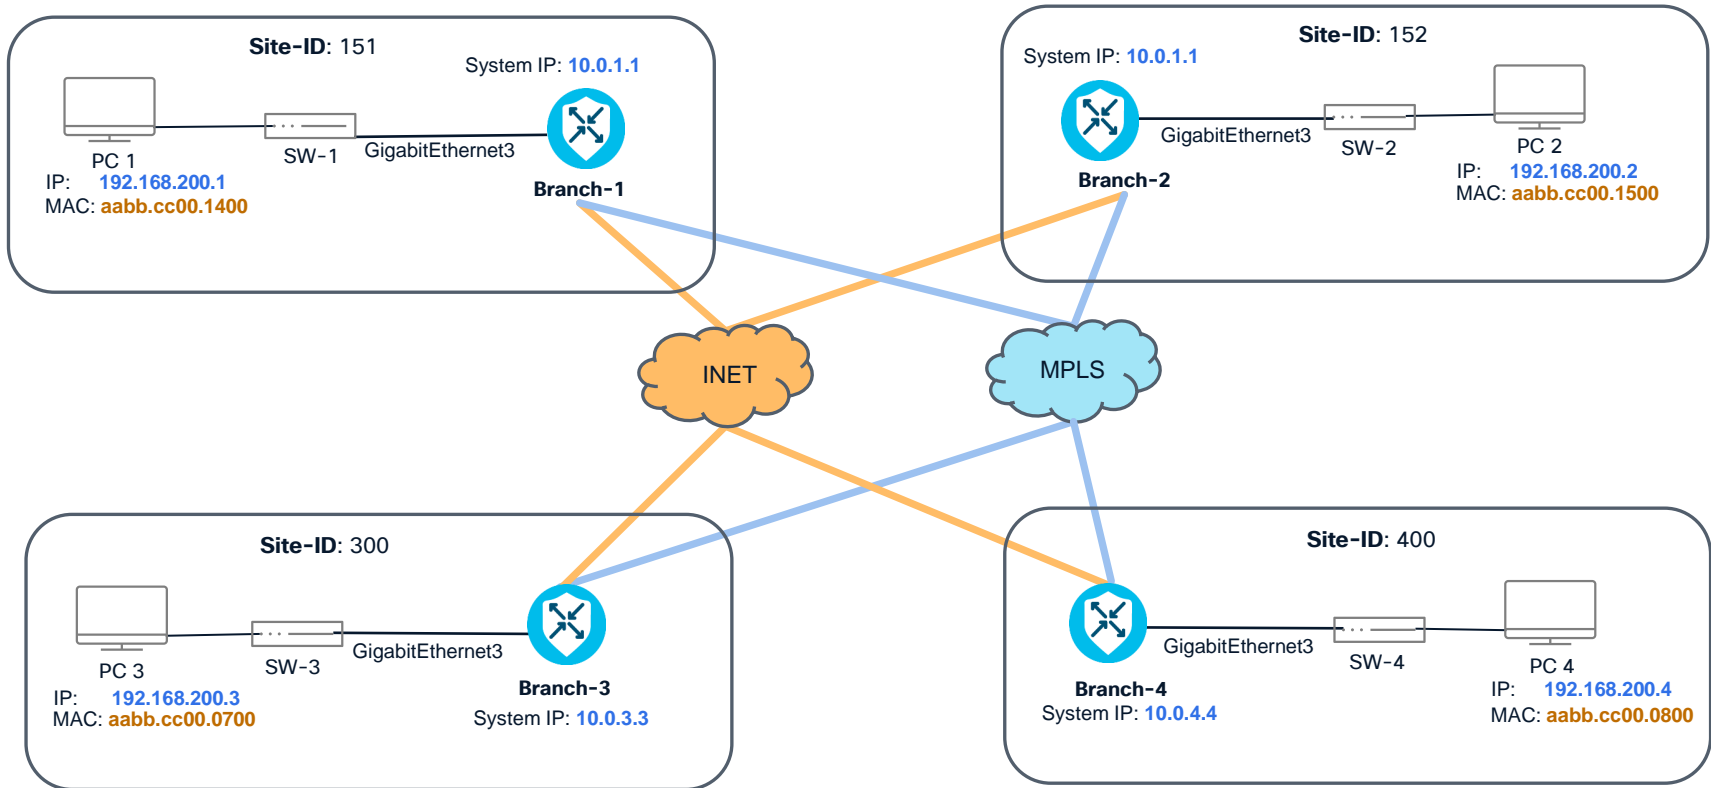 Site-ID: 151
System IP: 10.0.1.1
PC 1
SW-1
GigabitEthernet3
IP: 192.168.200.1
MAC: aabb.cc00.1400
Branch-1
Site-ID: 152
System IP: 10.0.1.1
GigabitEthernet3
SW-2
PC 2
Branch-2
IP: 192.168.200.2
MAC: aabb.cc00.1500
INET
MPLS
Site-ID: 300
PC 3
SW-3
GigabitEthernet3
IP: 192.168.200.3
MAC: aabb.cc00.0700
Branch-3
System IP: 10.0.3.3
Site-ID: 400
GigabitEthernet3
SW-4
PC 4
Branch-4
System IP: 10.0.4.4
IP: 192.168.200.4
MAC: aabb.cc00.0800